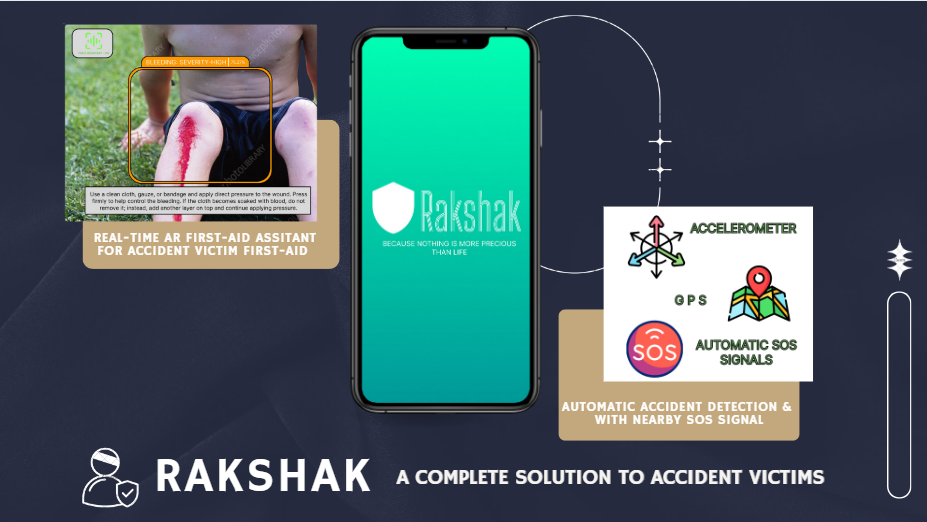 BLEEDING: SEVERITY-HIGH
Use a clean cloth, gauze, or bandage and apply direct pressure to the wound. Press
firmly to help control the bleeding. If the cloth becomes soaked with blood, do not
remove it; instead, add another layer on top and continue applying pressure.
REAL-TIME AR FIRST-AID ASSITANT
FOR ACCIDENT VICTIM FIRST-AID
Rakshak
BECAUSE NOTHING IS MORE PRECIOUS
THAN LIFE
ACCELEROMETER
GPS
SOS
AUTOMATIC SOS
SIGNALS
AUTOMATIC ACCIDENT DETECTION &
WITH NEARBY SOS SIGNAL
RAKSHAK
A COMPLETE SOLUTION TO ACCIDENT VICTIMS